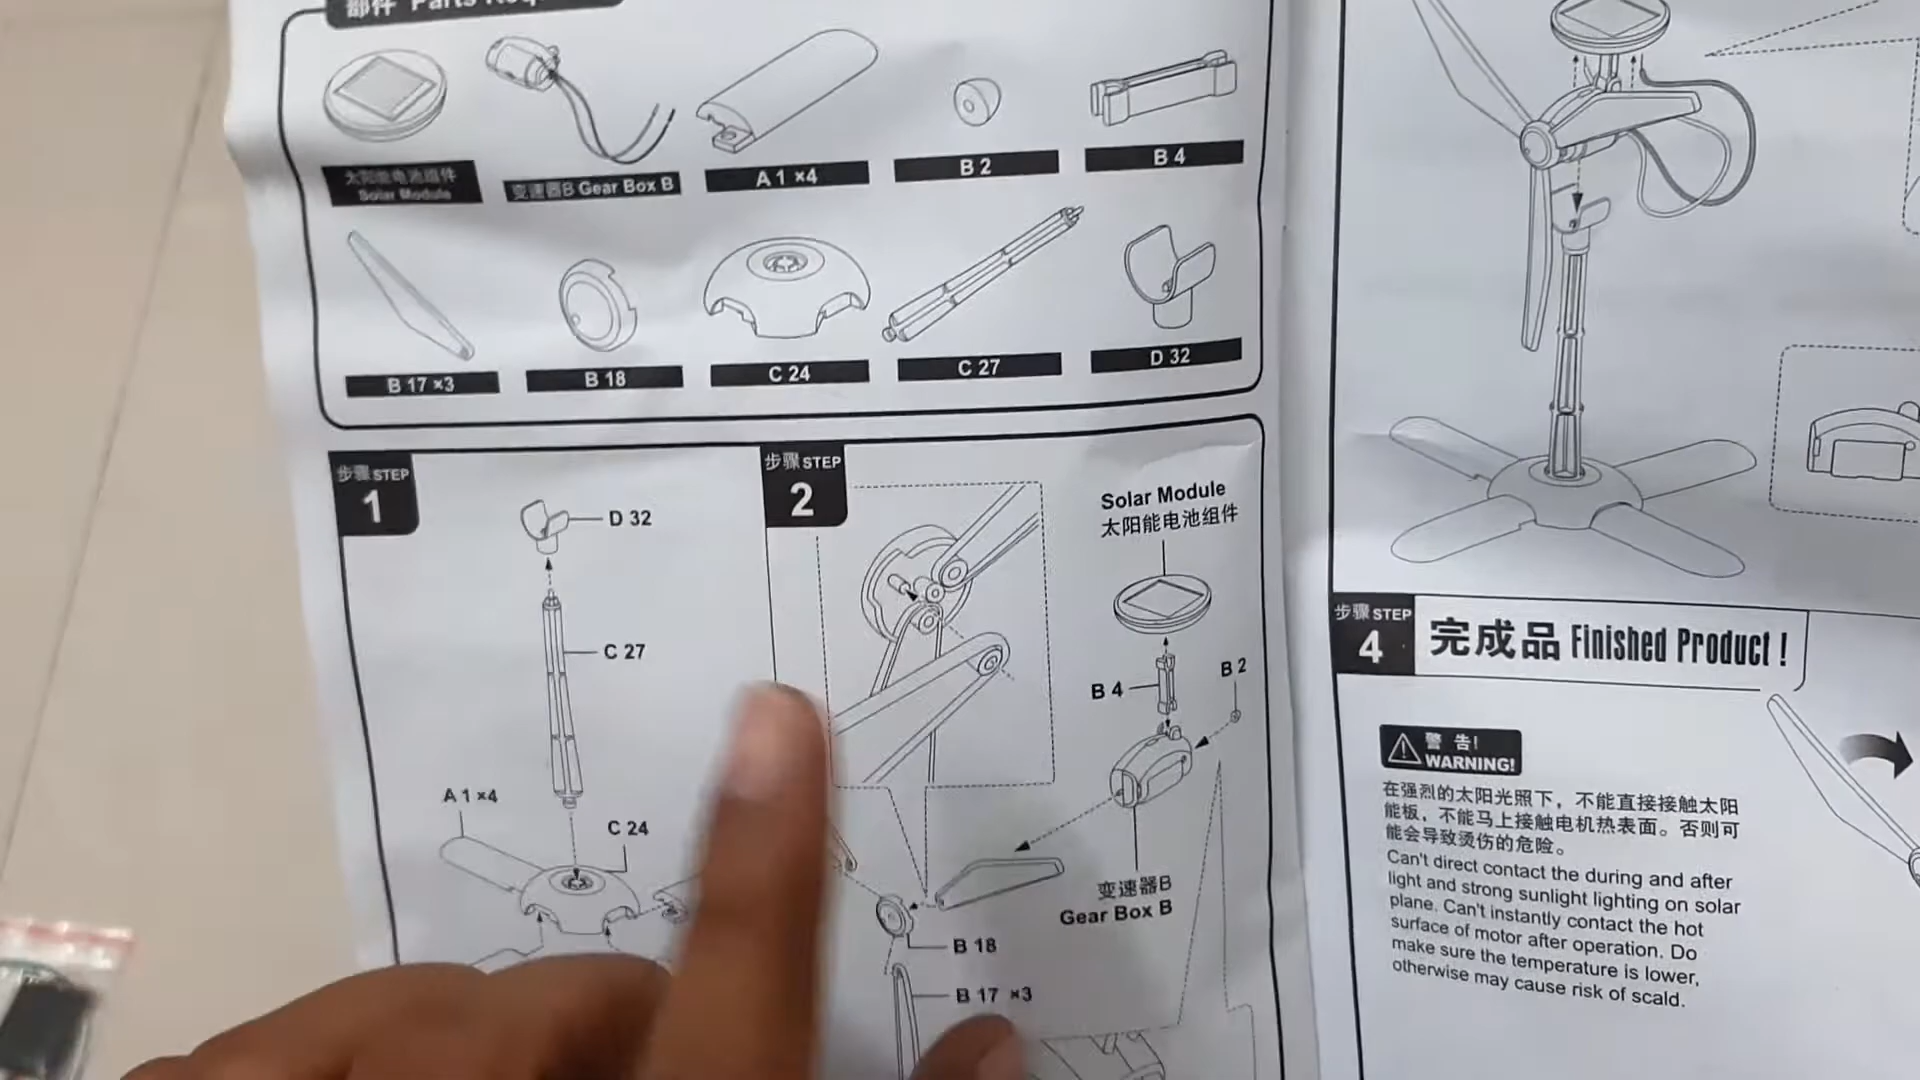 部件 Parts Req
太阳能电池组件
Solar Module
变速器B Gear Box B
A 1 ×4
B 2
B 4
B 17 ×3
B 18
C 24
C 27
D 32
步骤 STEP
1
D 32
C 27
A 1 ×4
C 24
步骤 STEP
2
Solar Module
太阳能电池组件
B 4
B 2
变速器B
Gear Box B
B 18
B 17 ×3
步骤 STEP
4
完成品 Finished Product !
警 告!
WARNING!
在强烈的太阳光照下，不能直接接触太阳
能板，不能马上接触电机热表面。否则可
能会导致烫伤的危险。
Can't direct contact the during and after
light and strong sunlight lighting on solar
plane. Can't instantly contact the hot
surface of motor after operation. Do
make sure the temperature is lower,
otherwise may cause risk of scald.